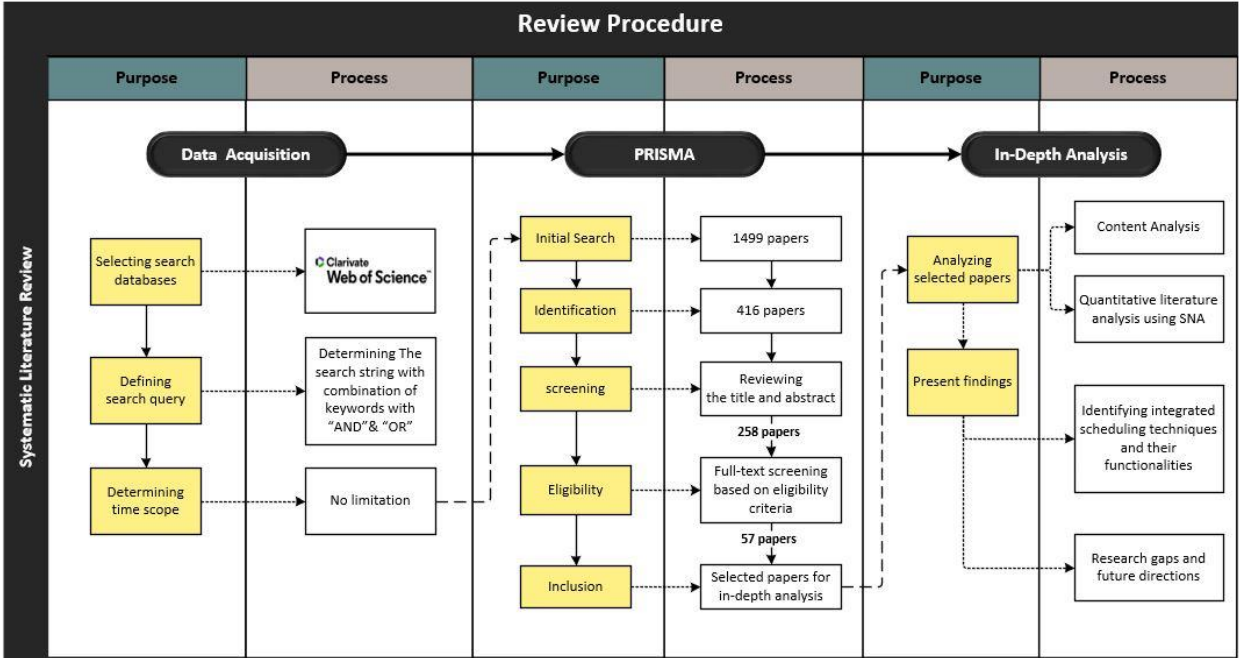 Review Procedure
Systematic Literature Review
Purpose
Process
Purpose
Process
Purpose
Process
Data Acquisition
PRISMA
In-Depth Analysis
Selecting search
databases
Clarivate
Web of Science™
Defining
search query
Determining The
search string with
combination of
keywords with
“AND”& “OR”
Determining
time scope
No limitation
Initial Search
1499 papers
Identification
416 papers
screening
Reviewing
the title and abstract
258 papers
Eligibility
Full-text screening
based on eligibility
criteria
57 papers
Inclusion
Selected papers for
in-depth analysis
Analyzing
selected papers
Content Analysis
Quantitative literature
analysis using SNA
Present findings
Identifying integrated
scheduling techniques
and their
functionalities
Research gaps and
future directions